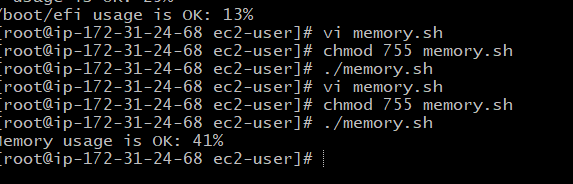 usage is OK: 29%
/boot/efi usage is OK: 13%
[root@ip-172-31-24-68 ec2-user]# vi memory.sh
[root@ip-172-31-24-68 ec2-user]# chmod 755 memory.sh
[root@ip-172-31-24-68 ec2-user]# ./memory.sh
[root@ip-172-31-24-68 ec2-user]# vi memory.sh
[root@ip-172-31-24-68 ec2-user]# chmod 755 memory.sh
[root@ip-172-31-24-68 ec2-user]# ./memory.sh
Memory usage is OK: 41%
[root@ip-172-31-24-68 ec2-user]#